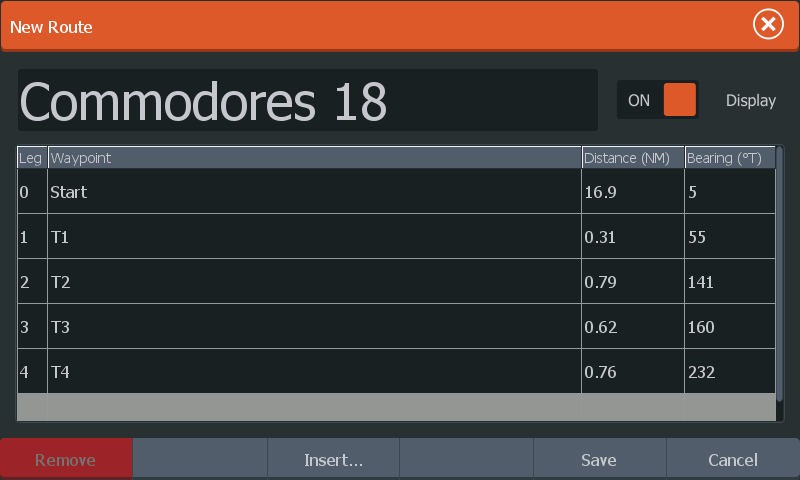 New Route
Commodores 18
ON Display
Leg Waypoint Distance (NM) Bearing (°T)
0 Start 16.9 5
1 T1 0.31 55
2 T2 0.79 141
3 T3 0.62 160
4 T4 0.76 232
Remove Insert... Save Cancel